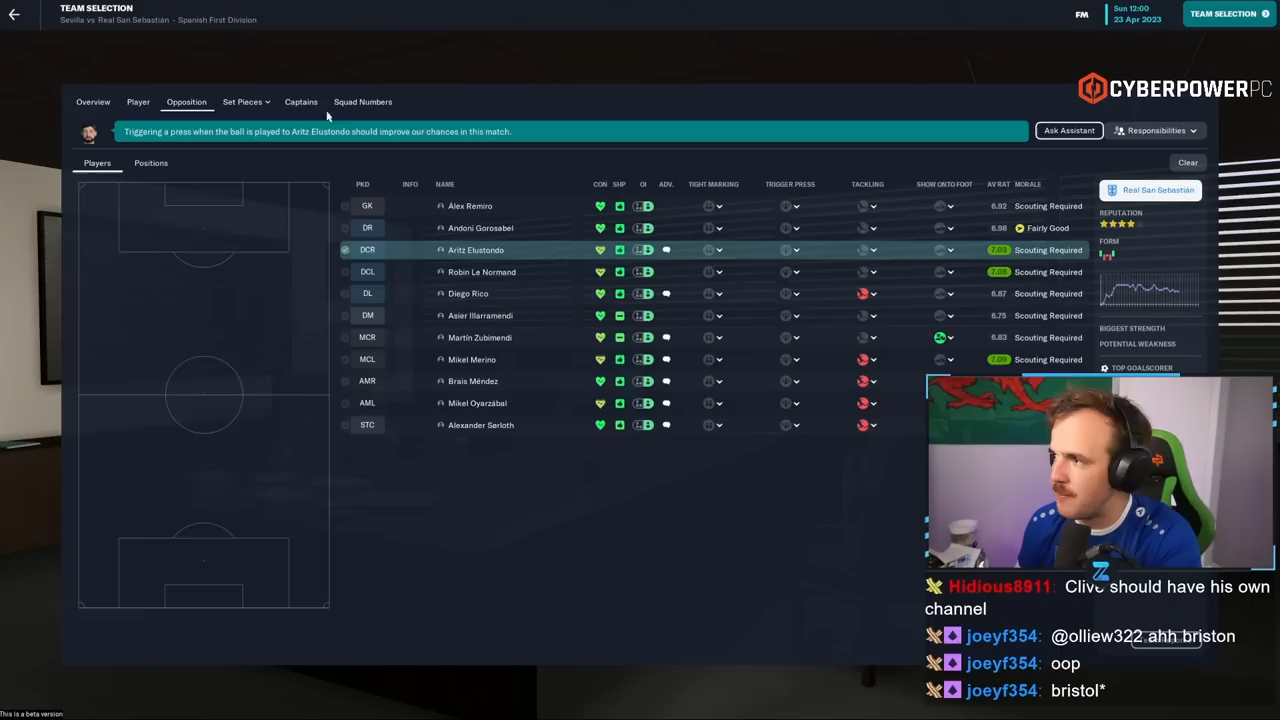 TEAM SELECTION
Sevilla vs Real San Sebastián - Spanish First Division
FM
Sun 12:00
23 Apr 2023
TEAM SELECTION
CYBERPOWERPC
Overview
Player
Opposition
Set Pieces
Captains
Squad Numbers
Triggering a press when the ball is played to Aritz Elustondo should improve our chances in this match.
Ask Assistant
Responsibilities
Players
Positions
Clear
PKD INFO NAME CON SHP OI ADV. TIGHT MARKING TRIGGER PRESS TACKLING SHOW ONTO FOOT AV RAT MORALE
GK Álex Remiro 6.92 Scouting Required
DR Andoni Gorosabel 6.98 Fairly Good
DCR Aritz Elustondo 7.03 Scouting Required
DCL Robin Le Normand 7.08 Scouting Required
DL Diego Rico 6.87 Scouting Required
DM Asier Illarramendi 6.75 Scouting Required
MCR Martín Zubimendi 6.83 Scouting Required
MCL Mikel Merino 7.09 Scouting Required
AMR Brais Méndez
AML Mikel Oyarzábal
STC Alexander Sørloth
Real San Sebastián
REPUTATION
FORM
BIGGEST STRENGTH
POTENTIAL WEAKNESS
TOP GOALSCORER
Hidious8911: Clive should have his own
channel
joeyf354: @olliew322 ahh briston
joeyf354: oop
joeyf354: bristol*
This is a beta version